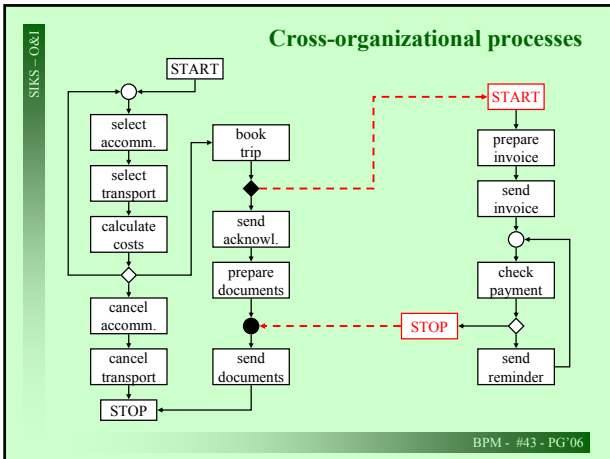 SIKS – O&I
Cross-organizational processes
START
select
accomm.
select
transport
calculate
costs
cancel
accomm.
cancel
transport
STOP
book
trip
send
acknowl.
prepare
documents
send
documents
START
prepare
invoice
send
invoice
check
payment
STOP
send
reminder
BPM - #43 - PG'06